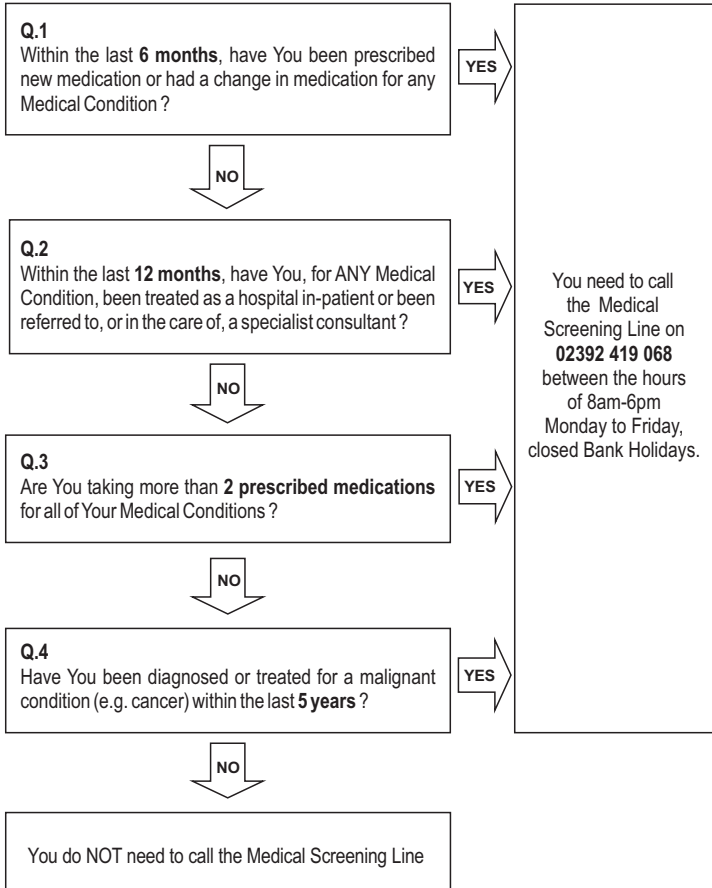 Q.1
Within the last 6 months, have You been prescribed
new medication or had a change in medication for any
Medical Condition ?
YES
NO
Q.2
Within the last 12 months, have You, for ANY Medical
Condition, been treated as a hospital in-patient or been
referred to, or in the care of, a specialist consultant ?
YES
NO
Q.3
Are You taking more than 2 prescribed medications
for all of Your Medical Conditions ?
YES
NO
Q.4
Have You been diagnosed or treated for a malignant
condition (e.g. cancer) within the last 5 years ?
YES
NO
You do NOT need to call the Medical Screening Line
You need to call
the Medical
Screening Line on
02392 419 068
between the hours
of 8am-6pm
Monday to Friday,
closed Bank Holidays.